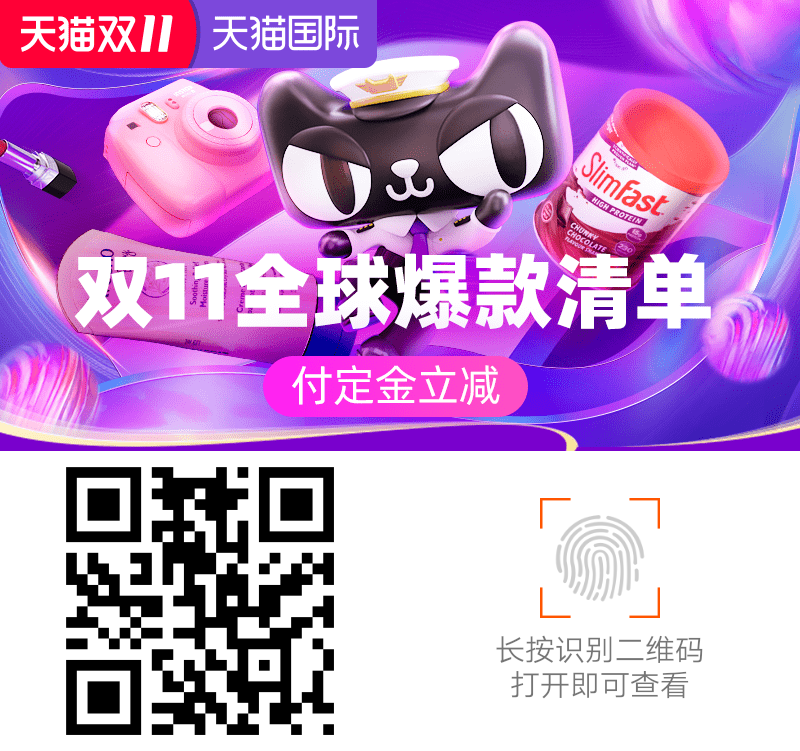 天猫双11 天猫国际
SlimFast
HIGH PROTEIN
CHUNKY
CHOCOLATE
双11全球爆款清单
付定金立减
长按识别二维码
打开即可查看